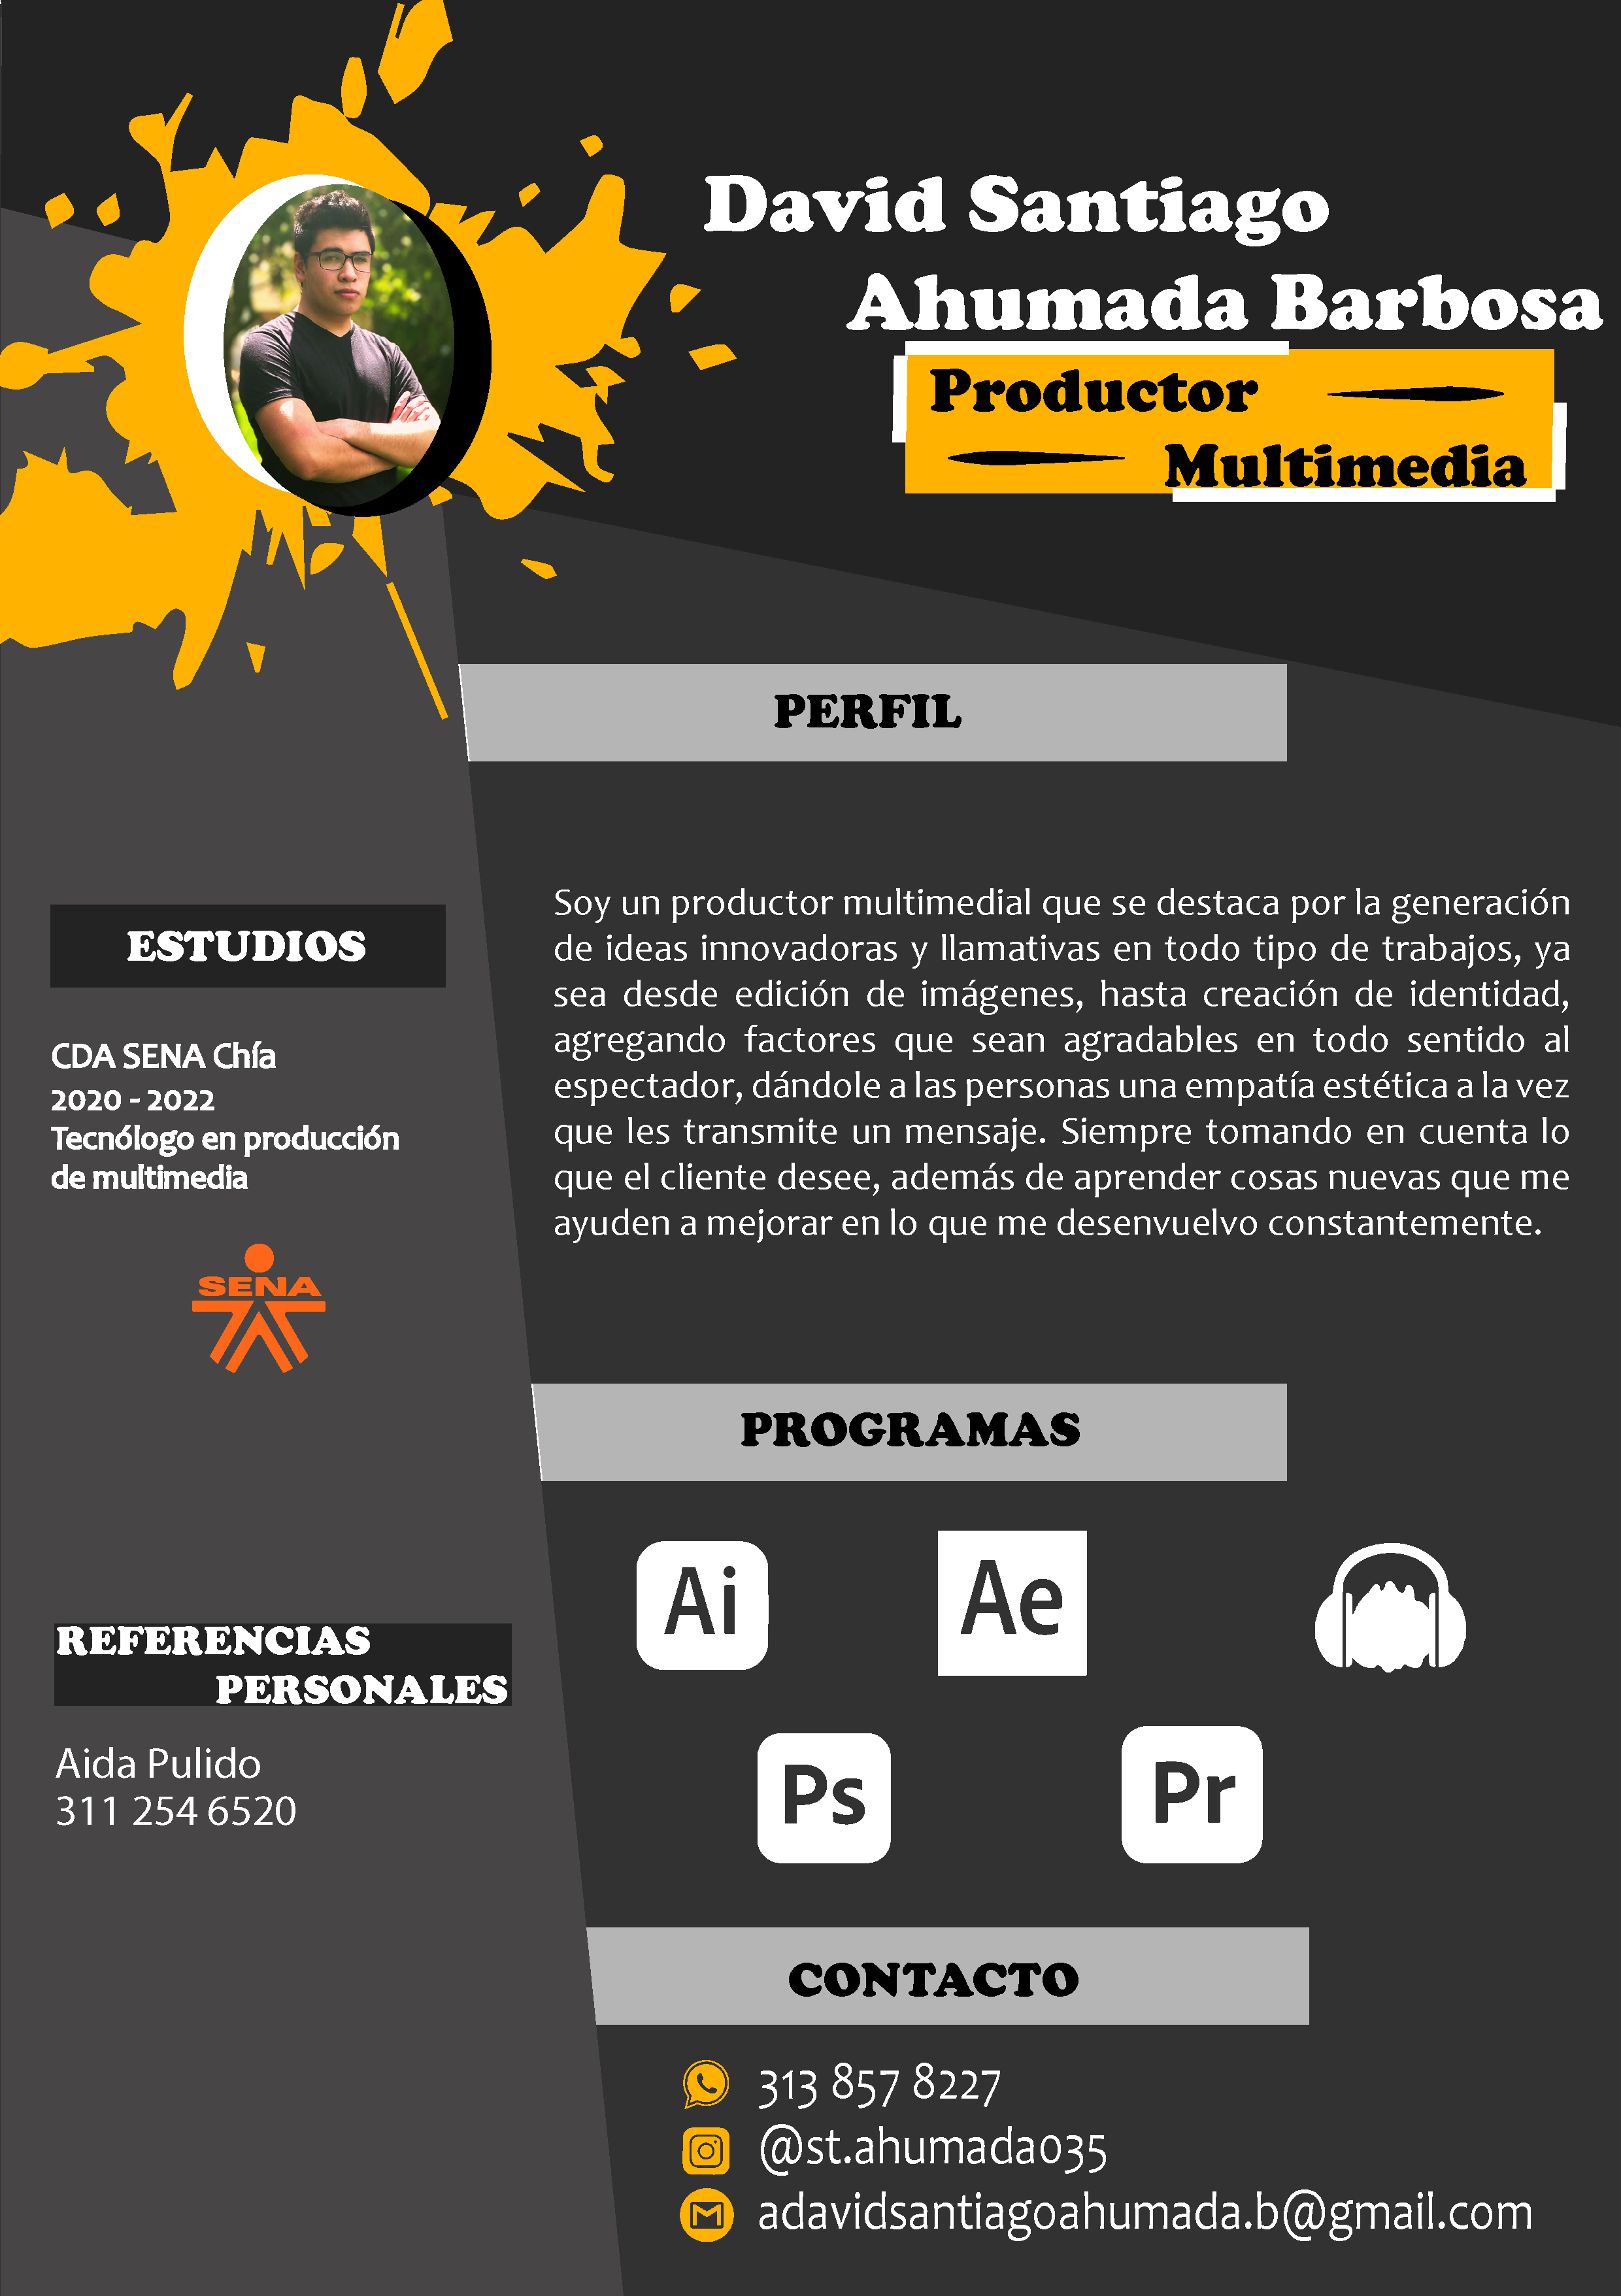 David Santiago
Ahumada Barbosa
Productor
Multimedia
PERFIL
Soy un productor multimedial que se destaca por la generación
de ideas innovadoras y llamativas en todo tipo de trabajos, ya
sea desde edición de imágenes, hasta creación de identidad,
agregando factores que sean agradables en todo sentido al
espectador, dándole a las personas una empatía estética a la vez
que les transmite un mensaje. Siempre tomando en cuenta lo
que el cliente desee, además de aprender cosas nuevas que me
ayuden a mejorar en lo que me desenvuelvo constantemente.
ESTUDIOS
CDA SENA Chía
2020 - 2022
Tecnólogo en producción
de multimedia
SENA
PROGRAMAS
Ai
Ae
Ps
Pr
REFERENCIAS
PERSONALES
Aida Pulido
311 254 6520
CONTACTO
313 857 8227
@st.ahumada035
adavidsantiagoahumada.b@gmail.com